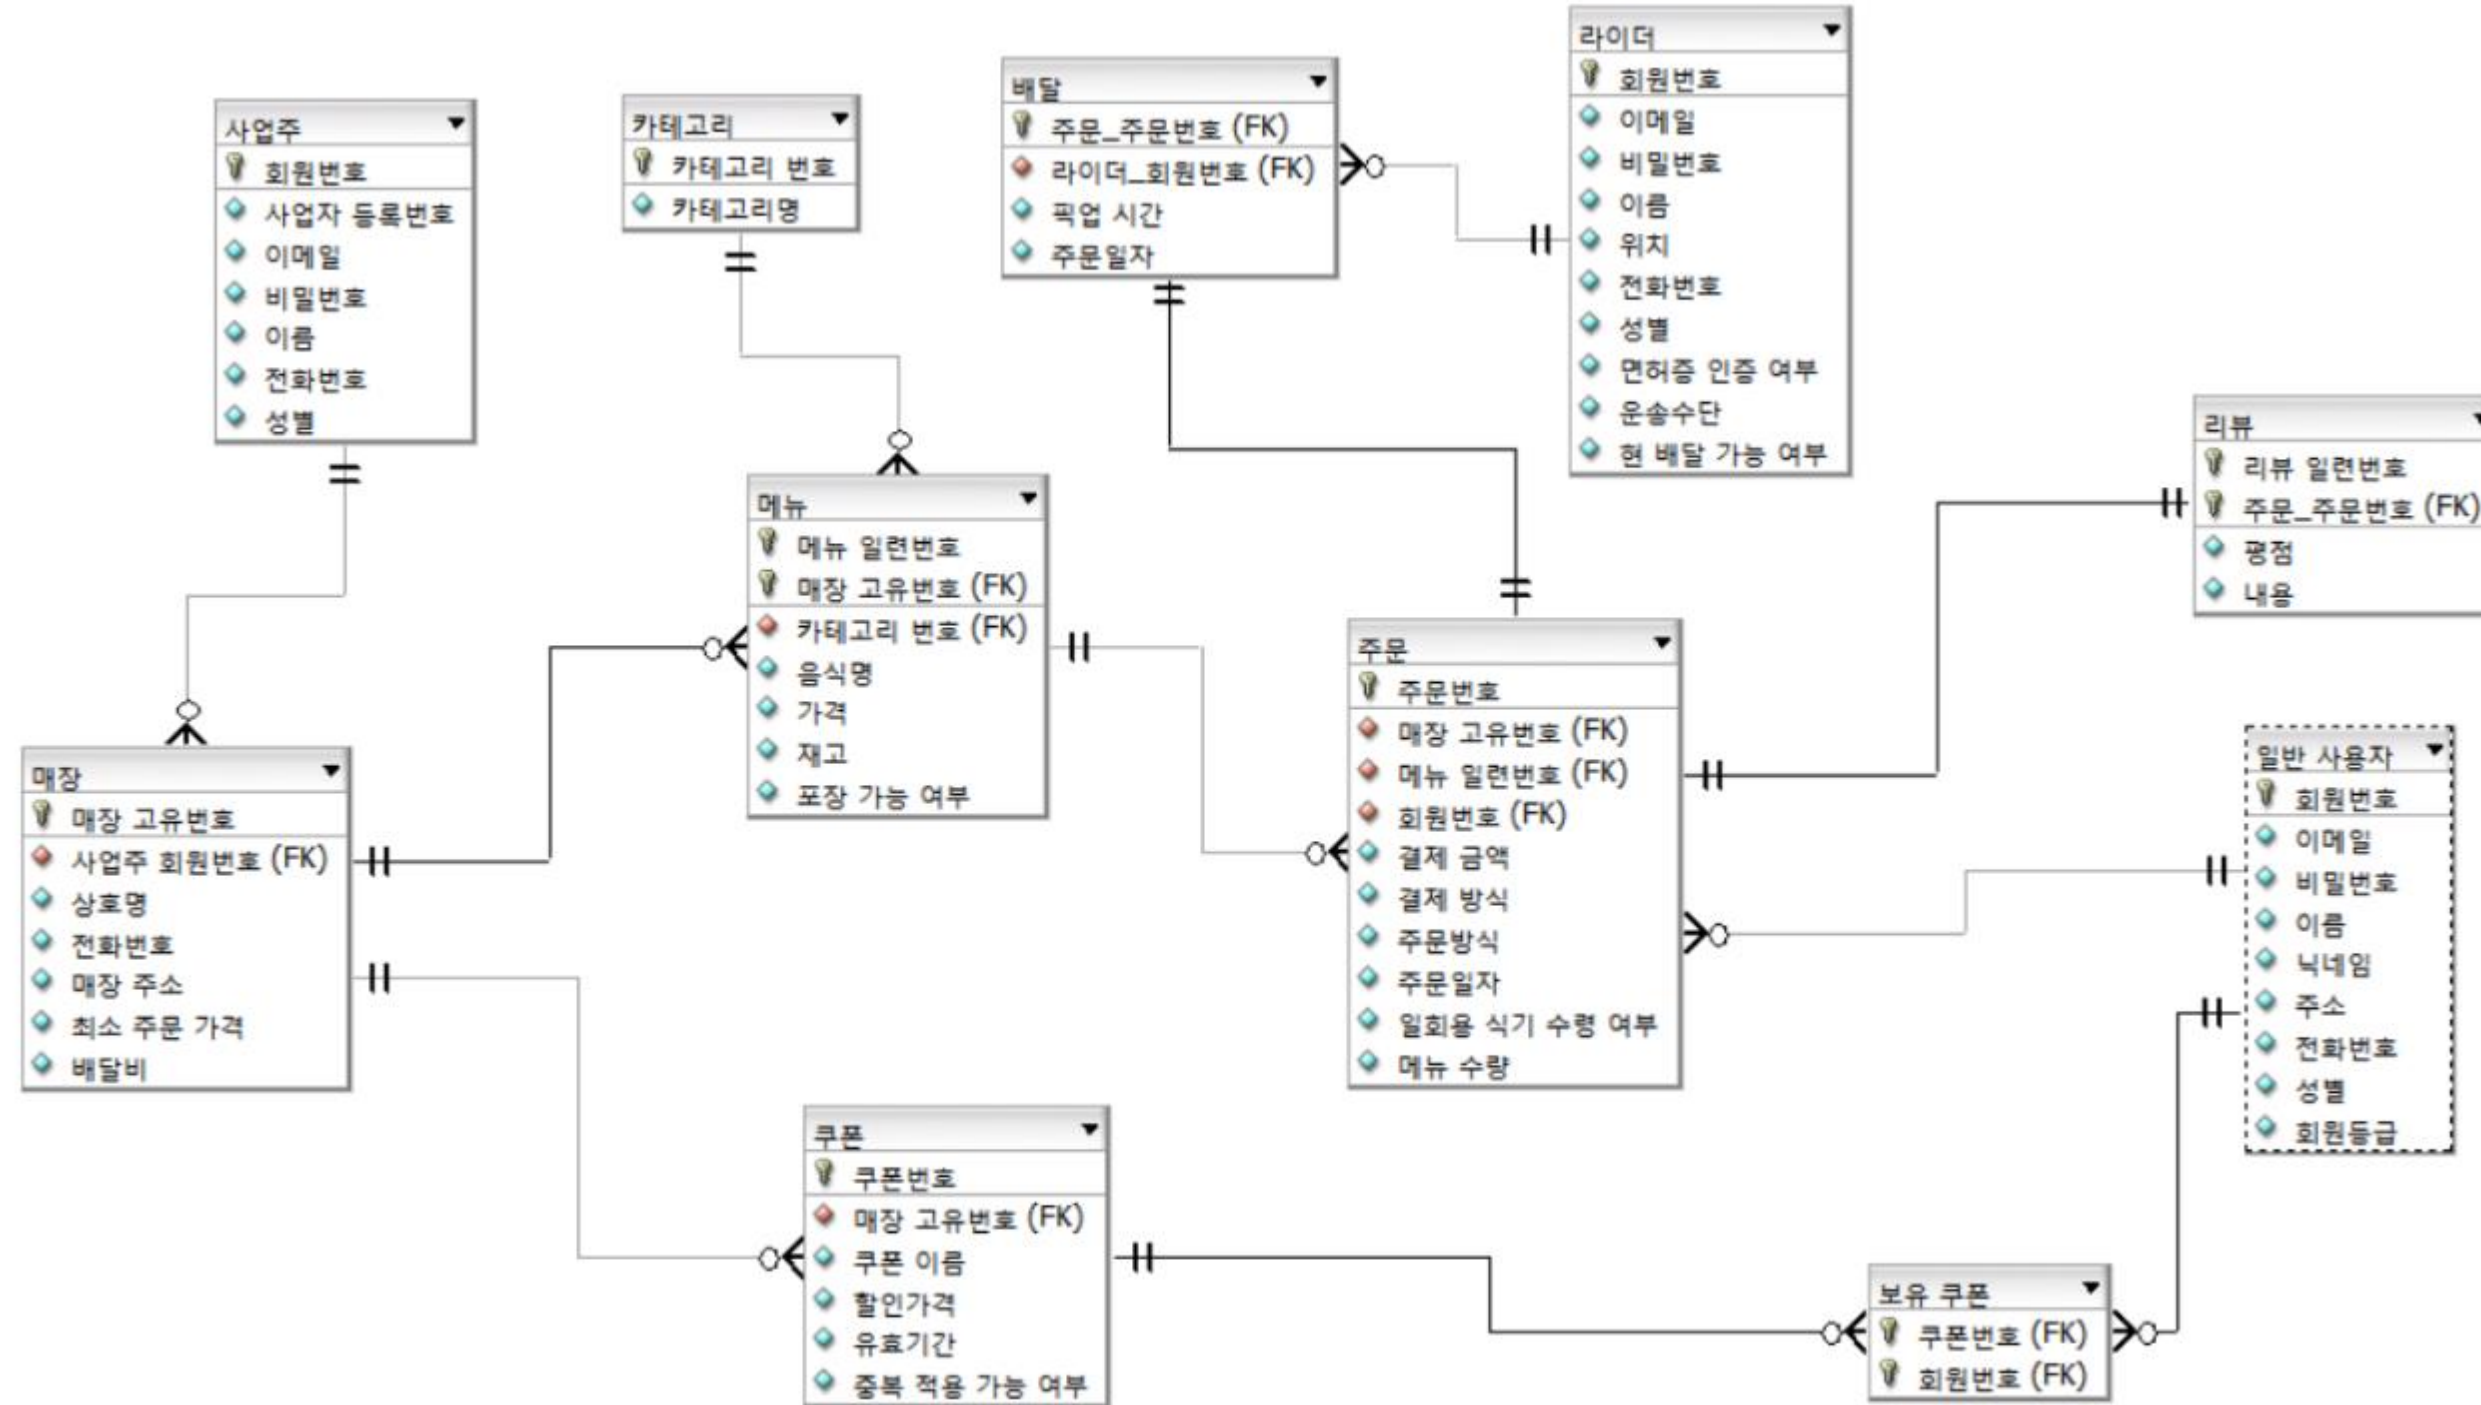 사업주
회원번호
사업자 등록번호
이메일
비밀번호
이름
전화번호
성별
카테고리
카테고리 번호
카테고리명
배달
주문_주문번호 (FK)
라이더_회원번호 (FK)
픽업 시간
주문일자
라이더
회원번호
이메일
비밀번호
이름
위치
전화번호
성별
면허증 인증 여부
운송수단
현 배달 가능 여부
리뷰
리뷰 일련번호
주문_주문번호 (FK)
평점
내용
메뉴
메뉴 일련번호
매장 고유번호 (FK)
카테고리 번호 (FK)
음식명
가격
재고
포장 가능 여부
주문
주문번호
매장 고유번호 (FK)
메뉴 일련번호 (FK)
회원번호 (FK)
결제 금액
결제 방식
주문방식
주문일자
일회용 식기 수령 여부
메뉴 수량
일반 사용자
회원번호
이메일
비밀번호
이름
닉네임
주소
전화번호
성별
회원등급
매장
매장 고유번호
사업주 회원번호 (FK)
상호명
전화번호
매장 주소
최소 주문 가격
배달비
쿠폰
쿠폰번호
매장 고유번호 (FK)
쿠폰 이름
할인가격
유효기간
중복 적용 가능 여부
보유 쿠폰
쿠폰번호 (FK)
회원번호 (FK)